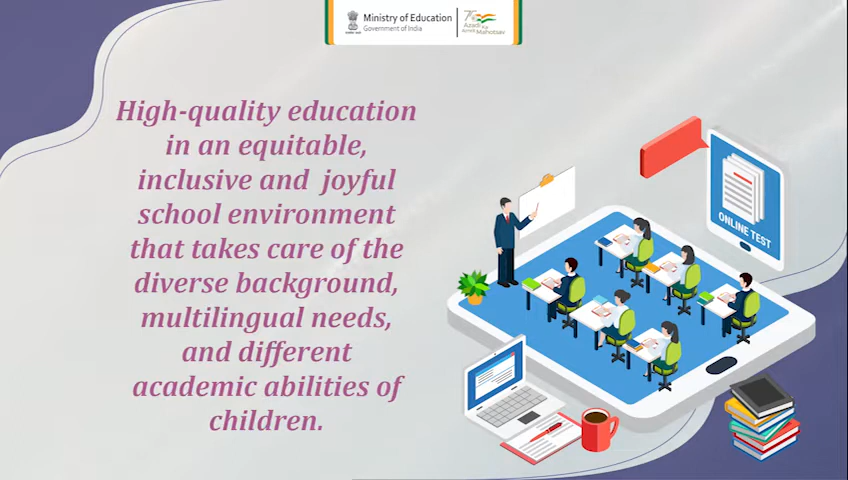 Ministry of Education
Government of India
Azadi Ka
Amrit Mahotsav
High-quality education
in an equitable,
inclusive and joyful
school environment
that takes care of the
diverse background,
multilingual needs,
and different
academic abilities of
children.
ONLINE TEST